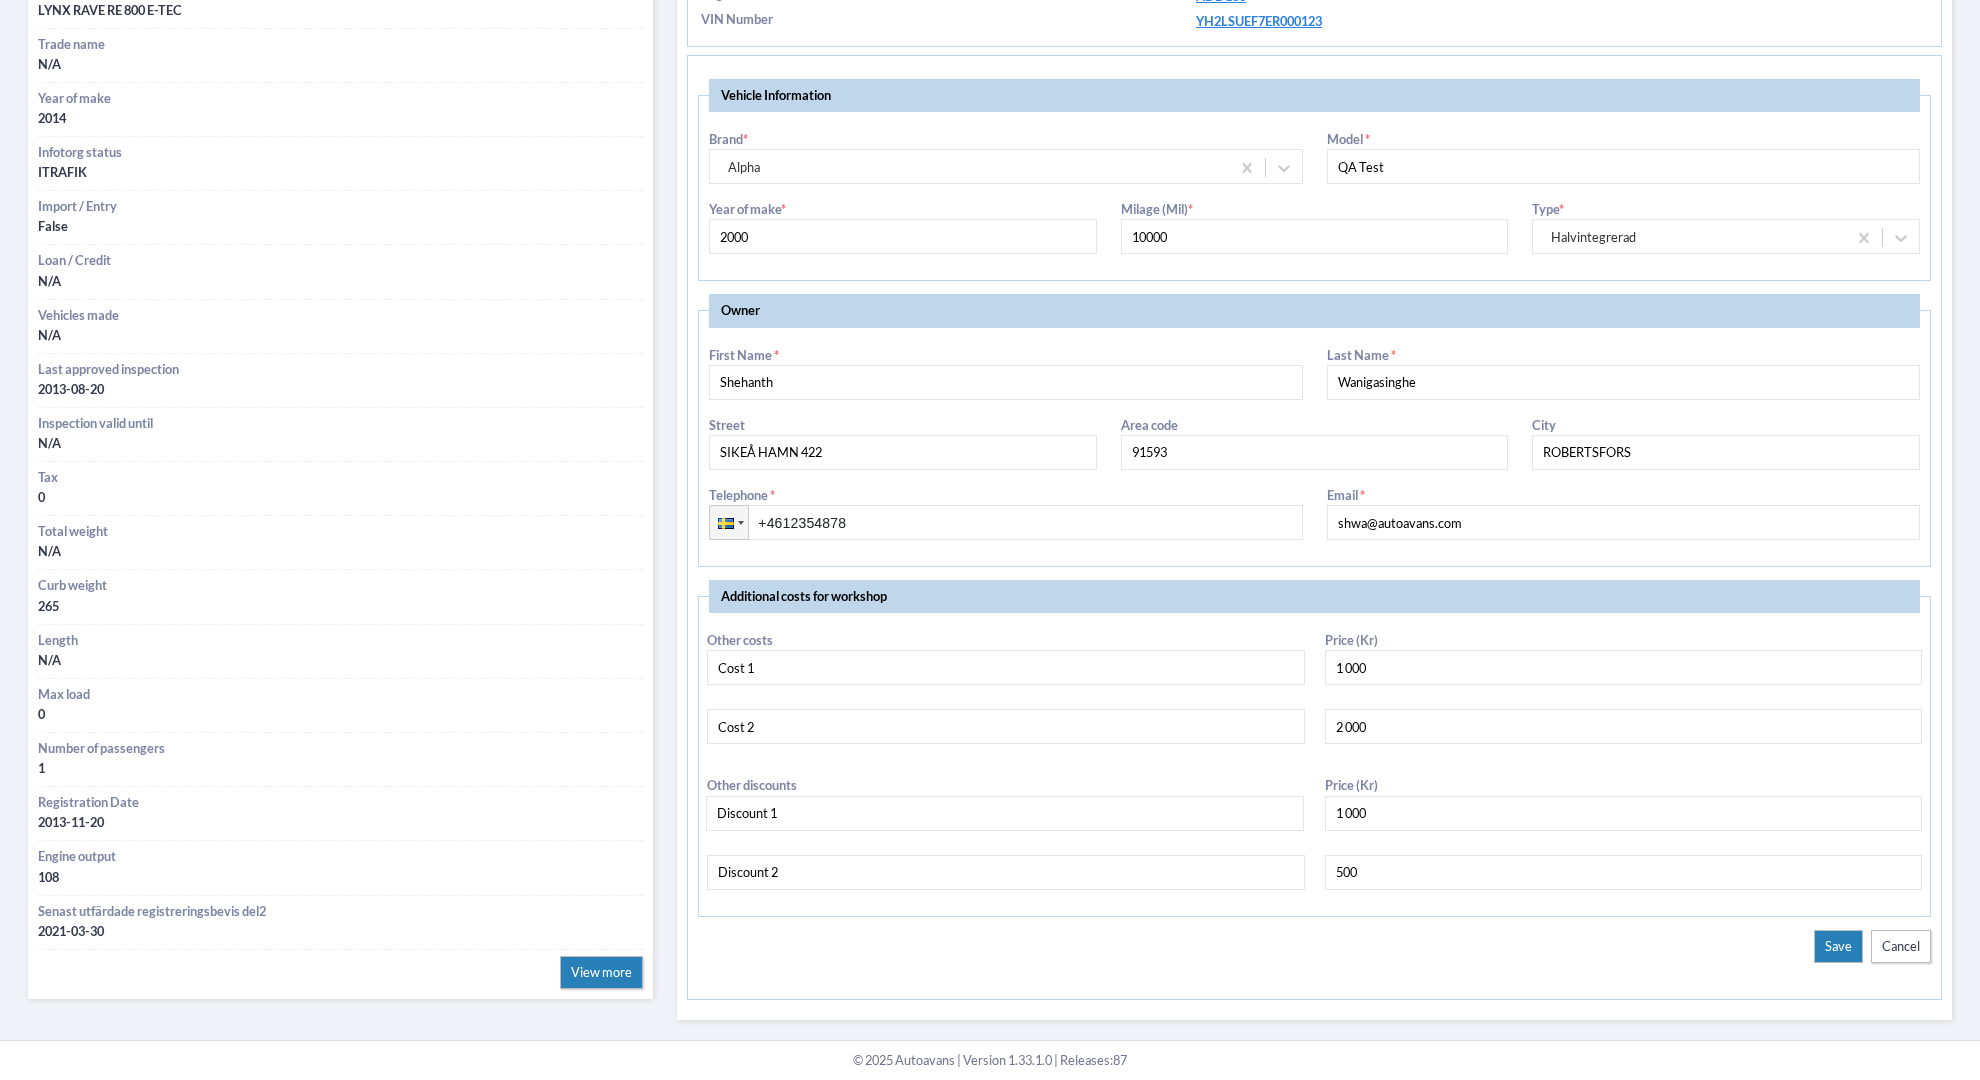 LYNX RAVE RE 800 E-TEC
Trade name
N/A
Year of make
2014
Infotorg status
ITRAFIK
Import / Entry
False
Loan / Credit
N/A
Vehicles made
N/A
Last approved inspection
2013-08-20
Inspection valid until
N/A
Tax
0
Total weight
N/A
Curb weight
265
Length
N/A
Max load
0
Number of passengers
1
Registration Date
2013-11-20
Engine output
108
Senast utfärdade registreringsbevis del2
2021-03-30
View more
VIN Number YH2LSUEF7ER000123
Vehicle Information
Brand* Model *
Alpha QA Test
Year of make* Milage (Mil)* Type*
2000 10000 Halvintegrerad
Owner
First Name * Last Name *
Shehanth Wanigasinghe
Street Area code City
SIKEÅ HAMN 422 91593 ROBERTSFORS
Telephone * Email *
+4612354878 shwa@autoavans.com
Additional costs for workshop
Other costs Price (Kr)
Cost 1 1 000
Cost 2 2 000
Other discounts Price (Kr)
Discount 1 1 000
Discount 2 500
Save Cancel
© 2025 Autoavans | Version 1.33.1.0 | Releases:87